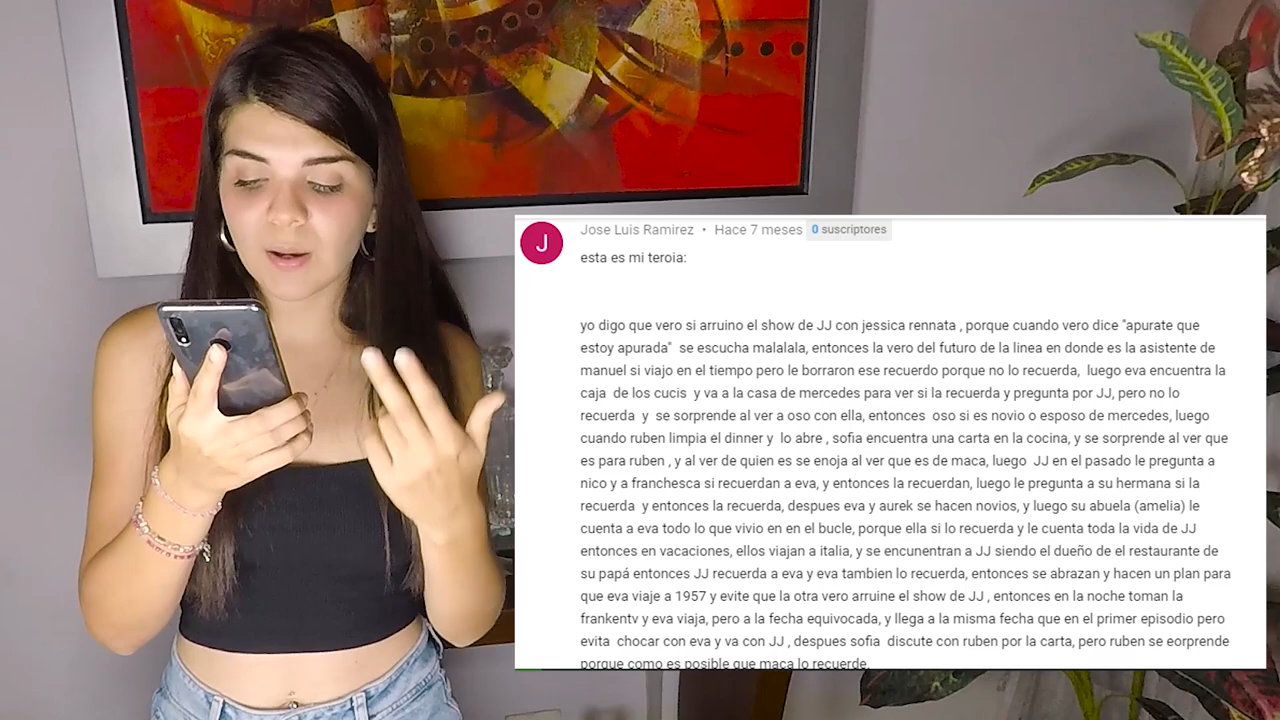 J
Jose Luis Ramirez • Hace 7 meses 0 suscriptores
esta es mi teroia:
yo digo que vero si arruino el show de JJ con jessica rennata , porque cuando vero dice "apurate que
estoy apurada" se escucha malalala, entonces la vero del futuro de la linea en donde es la asistente de
manuel si viajo en el tiempo pero le borraron ese recuerdo porque no lo recuerda, luego eva encuentra la
caja de los cucis y va a la casa de mercedes para ver si la recuerda y pregunta por JJ, pero no lo
recuerda y se sorprende al ver a oso con ella, entonces oso si es novio o esposo de mercedes, luego
cuando ruben limpia el dinner y lo abre , sofia encuentra una carta en la cocina, y se sorprende al ver que
es para ruben , y al ver de quien es se enoja al ver que es de maca, luego JJ en el pasado le pregunta a
nico y a franchesca si recuerdan a eva, y entonces la recuerdan, luego le pregunta a su hermana si la
recuerda y entonces la recuerda, despues eva y aurek se hacen novios, y luego su abuela (amelia) le
cuenta a eva todo lo que vivio en en el bucle, porque ella si lo recuerda y le cuenta toda la vida de JJ
entonces en vacaciones, ellos viajan a italia, y se encunentran a JJ siendo el dueño de el restaurante de
su papá entonces JJ recuerda a eva y eva tambien lo recuerda, entonces se abrazan y hacen un plan para
que eva viaje a 1957 y evite que la otra vero arruine el show de JJ , entonces en la noche toman la
frankentv y eva viaja, pero a la fecha equivocada, y llega a la misma fecha que en el primer episodio pero
evita chocar con eva y va con JJ , despues sofia discute con ruben por la carta, pero ruben se eorprende
porque como es posible que maca lo recuerde,